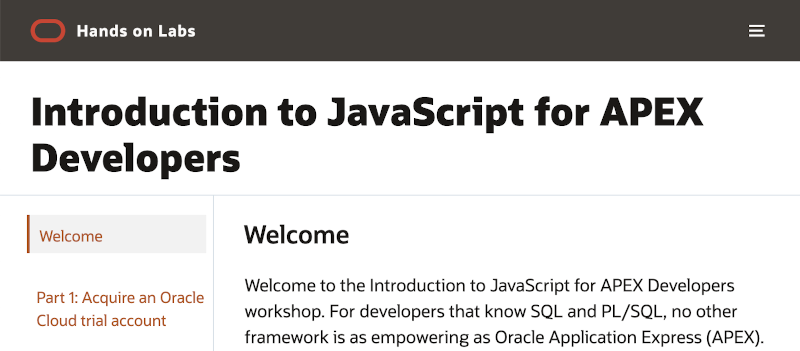 Hands on Labs
Introduction to JavaScript for APEX
Developers
Welcome
Part 1: Acquire an Oracle
Cloud trial account
Welcome
Welcome to the Introduction to JavaScript for APEX Developers
workshop. For developers that know SQL and PL/SQL, no other
framework is as empowering as Oracle Application Express (APEX).